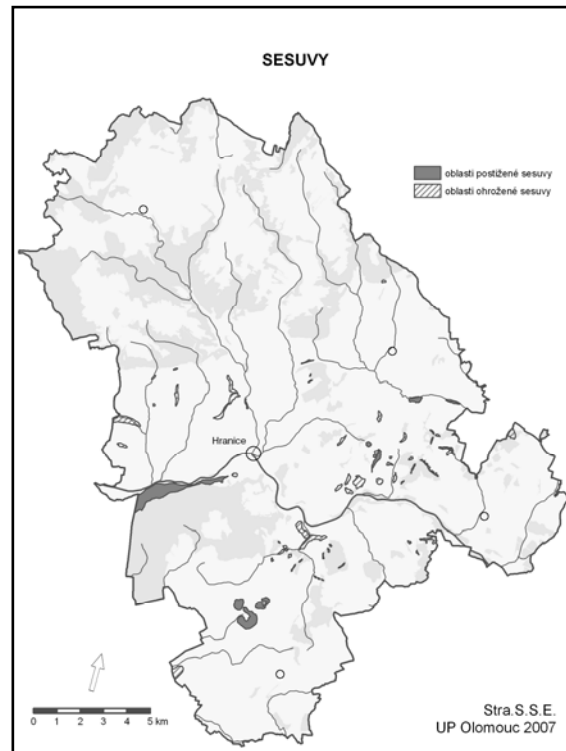 SESUVY
oblasti postižené sesuvy
oblasti ohrožené sesuvy
Hranice
0 1 2 3 4 5 km
Stra.S.S.E.
UP Olomouc 2007